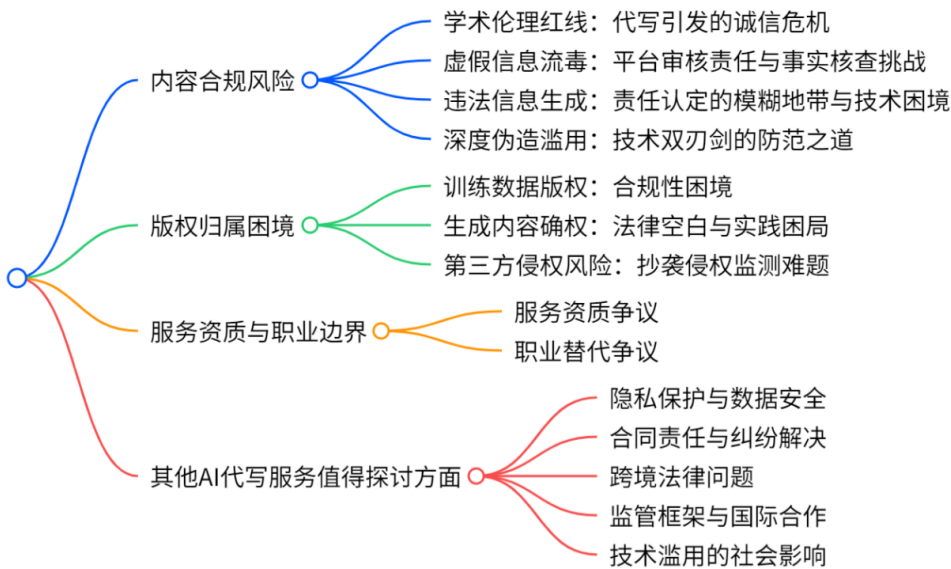 内容合规风险
学术伦理红线：代写引发的诚信危机
虚假信息流毒：平台审核责任与事实核查挑战
违法信息生成：责任认定的模糊地带与技术困境
深度伪造滥用：技术双刃剑的防范之道
版权归属困境
训练数据版权：合规性困境
生成内容确权：法律空白与实践困局
第三方侵权风险：抄袭侵权监测难题
服务资质与职业边界
服务资质争议
职业替代争议
其他AI代写服务值得探讨方面
隐私保护与数据安全
合同责任与纠纷解决
跨境法律问题
监管框架与国际合作
技术滥用的社会影响